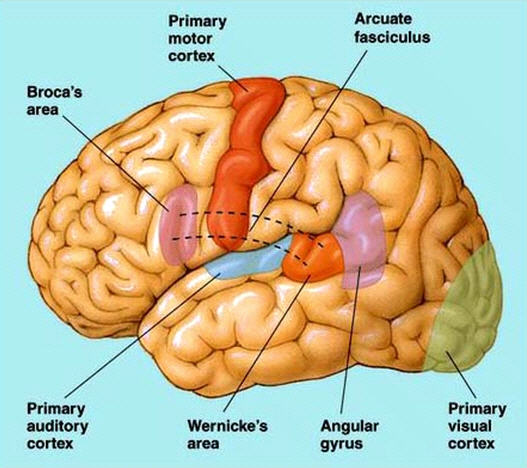 Primary
motor
cortex
Arcuate
fasciculus
Broca's
area
Primary
auditory
cortex
Wernicke's
area
Angular
gyrus
Primary
visual
cortex